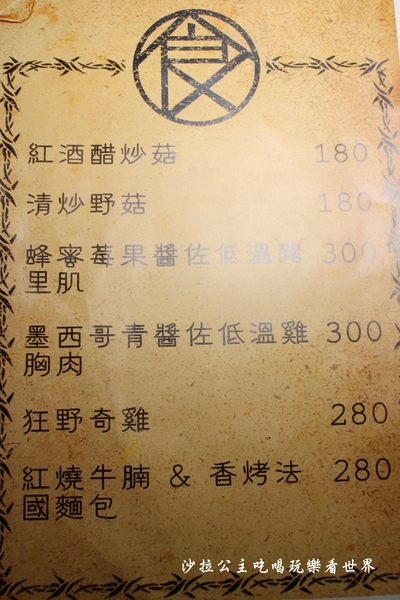 食
紅酒醋炒菇 180
清炒野菇 180
蜂蜜莓果醬佐低溫豬 300
里肌
墨西哥青醬佐低溫雞 300
胸肉
狂野奇雞 280
紅燒牛腩 & 香烤法 280
國麵包
沙拉公主吃喝玩樂看世界